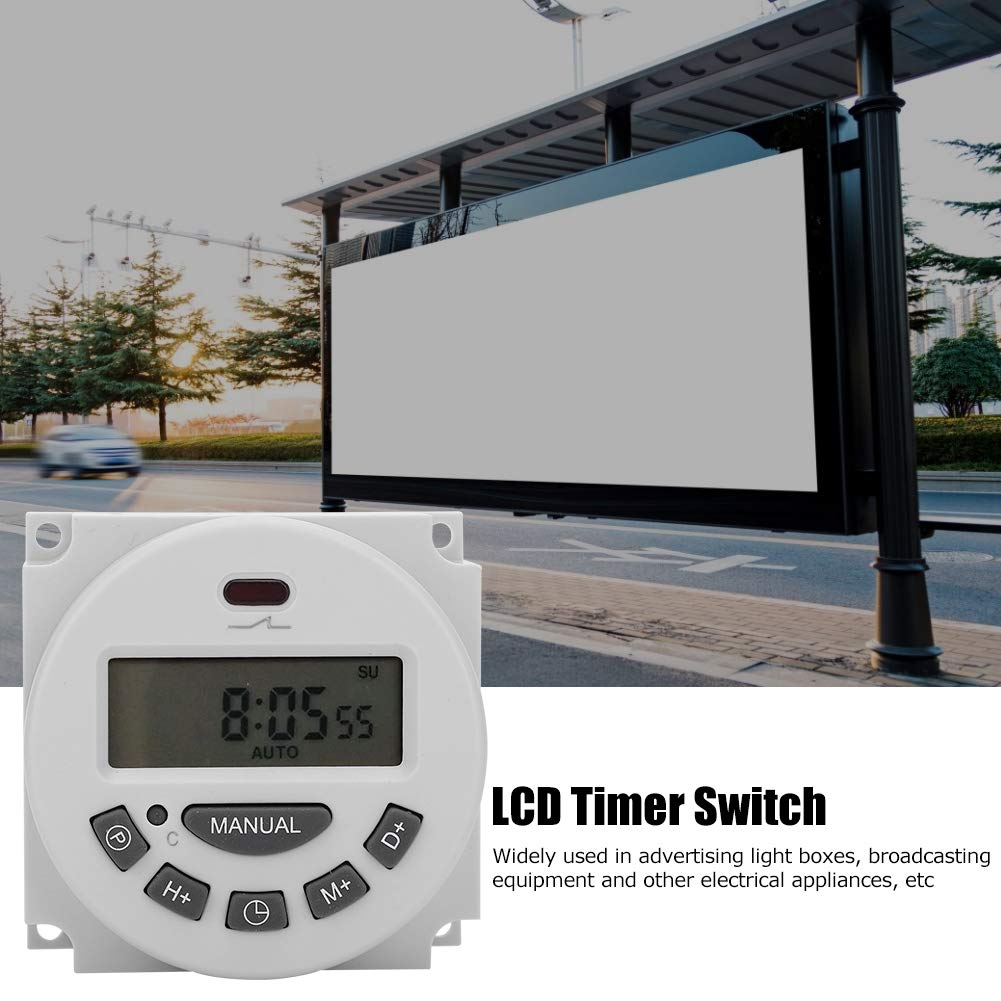 SU
8:05 55
AUTO
C
MANUAL
P
H+
M+
D+
LCD Timer Switch
Widely used in advertising light boxes, broadcasting
equipment and other electrical appliances, etc